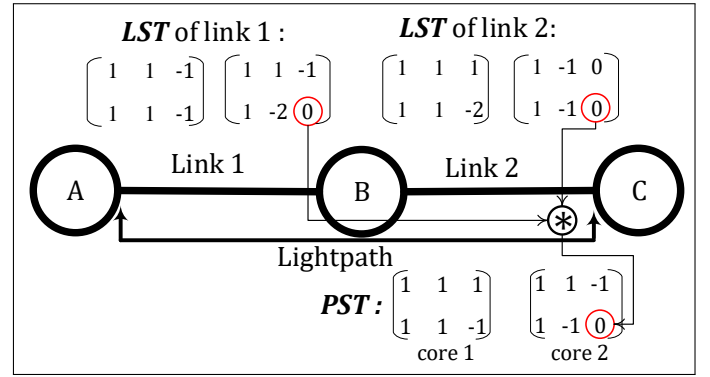 LST of link 1 : LST of link 2:
1 1 -1 1 1 -1 1 1 1 1 -1 0
1 1 -1 1 -2 0 1 1 -2 1 -1 0
Link 1 Link 2
A B C
*
Lightpath
1 1 1 1 1 -1
PST :
1 1 -1 1 -1 0
core 1 core 2